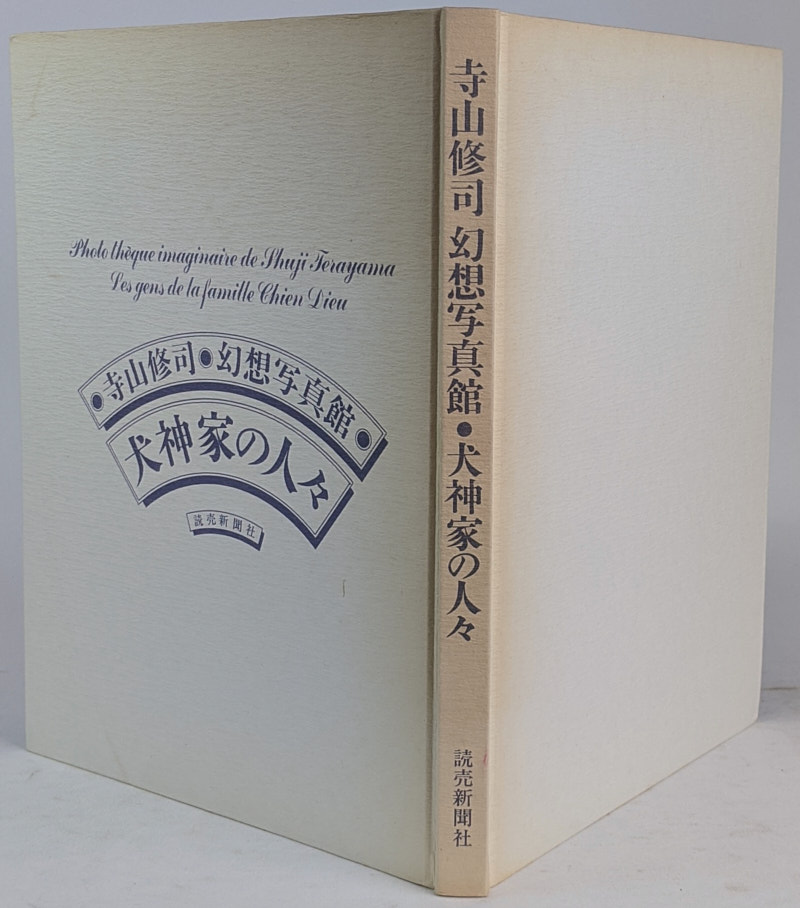 Photo thèque imaginaire de Shuji Terayama
Les gens de la famille Chien Dieu
●寺山修司●幻想写真館●
犬神家の人々
読売新聞社
寺山修司 幻想写真館●犬神家の人々
読売新聞社